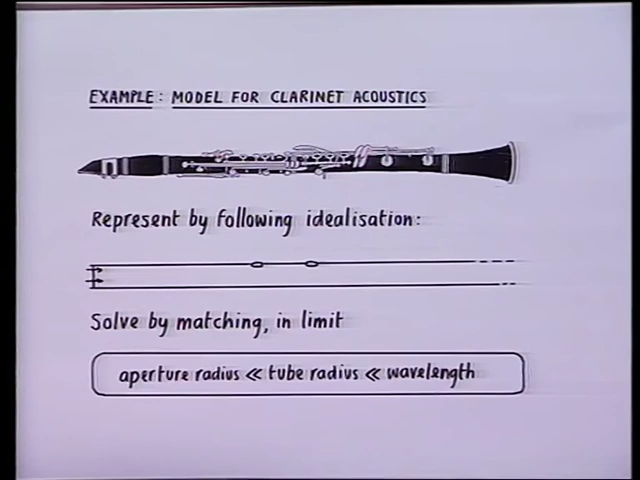 EXAMPLE: MODEL FOR CLARINET ACOUSTICS
Represent by following idealisation:
Solve by matching, in limit
aperture radius ≪ tube radius ≪ wavelength